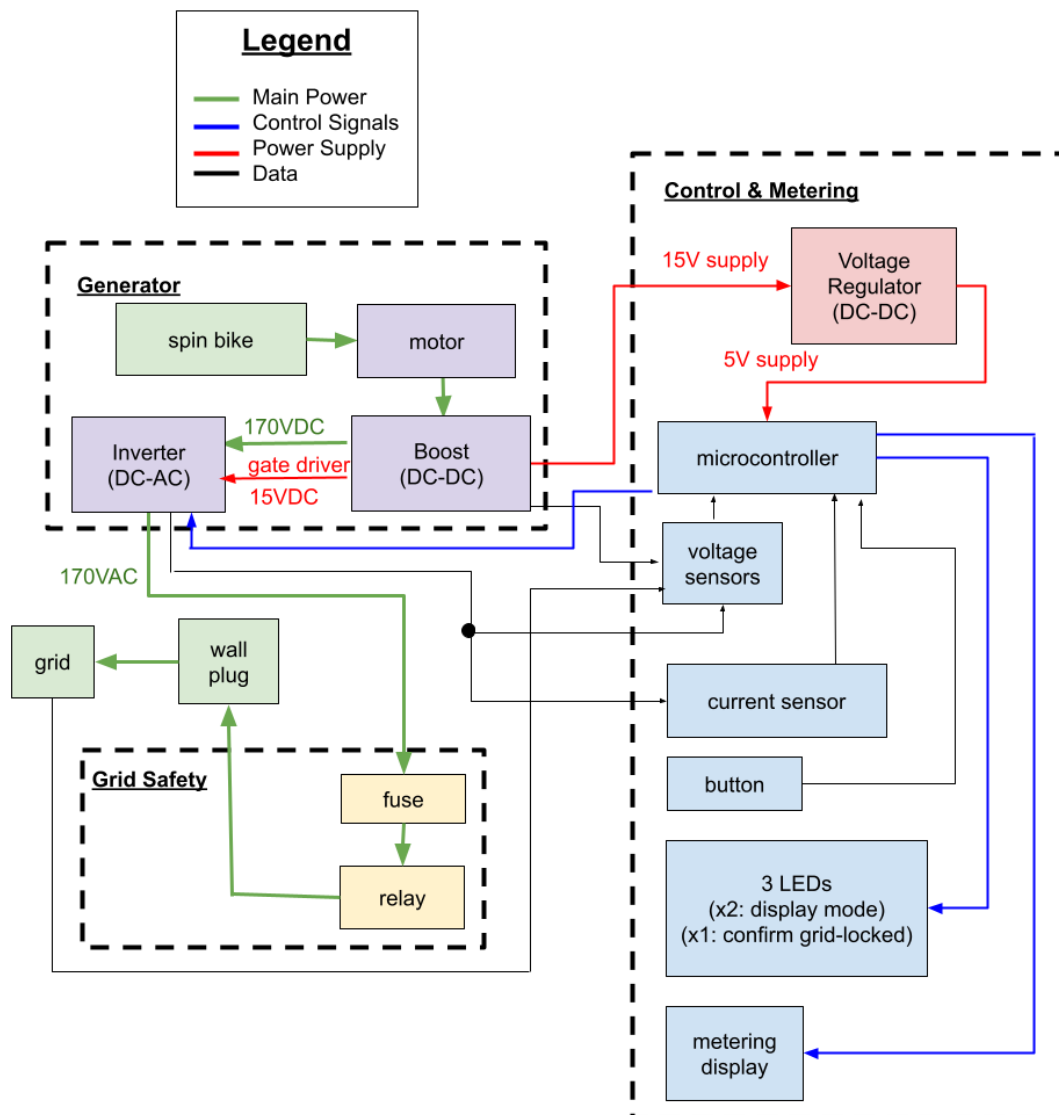 Legend
Main Power
Control Signals
Power Supply
Data
Control & Metering
15V supply
Voltage
Regulator
(DC-DC)
5V supply
Generator
spin bike
motor
170VDC
Inverter
(DC-AC)
gate driver
15VDC
Boost
(DC-DC)
microcontroller
voltage
sensors
170VAC
grid
wall
plug
current sensor
Grid Safety
fuse
button
relay
3 LEDs
(x2: display mode)
(x1: confirm grid-locked)
metering
display